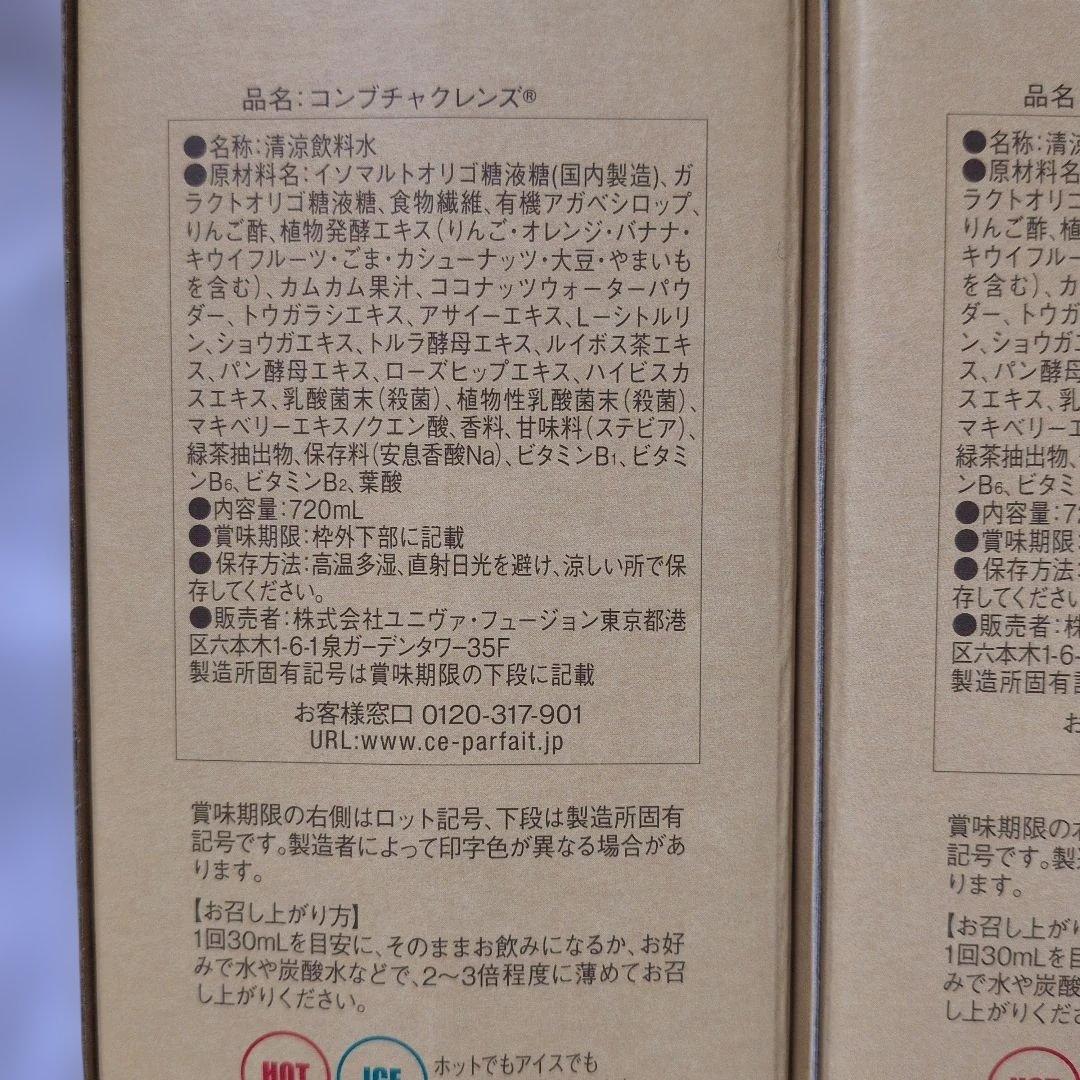 品名:コンブチャクレンズ®
●名称:清涼飲料水
●原材料名:イソマルトオリゴ糖液糖(国内製造)、ガ
ラクトオリゴ糖液糖、食物繊維、有機アガベシロップ、
りんご酢、植物発酵エキス(りんご・オレンジ・バナナ・
キウイフルーツ・ごま・カシューナッツ・大豆・やまいも
を含む)、カムカム果汁、ココナッツウォーターパウ
ダー、トウガラシエキス、アサイーエキス、L-シトルリ
ン、ショウガエキス、トルラ酵母エキス、ルイボス茶エキ
ス、パン酵母エキス、ローズヒップエキス、ハイビスカ
スエキス、乳酸菌末(殺菌)、植物性乳酸菌末(殺菌)、
マキベリーエキス/クエン酸、香料、甘味料(ステビア)、
緑茶抽出物、保存料(安息香酸Na)、ビタミンB1、ビタミ
ンB6、ビタミンB2、葉酸
●内容量:720mL
●賞味期限:枠外下部に記載
●保存方法:高温多湿、直射日光を避け、涼しい所で保
存してください。
●販売者:株式会社ユニヴァ・フュージョン東京都港
区六本木1-6-1泉ガーデンタワー35F
製造所固有記号は賞味期限の下段に記載
お客様窓口 0120-317-901
URL:www.ce-parfait.jp
賞味期限の右側はロット記号、下段は製造所固有
記号です。製造者によって印字色が異なる場合があ
ります。
【お召し上がり方】
1回30mLを目安に、そのままお飲みになるか、お好
みで水や炭酸水などで、2〜3倍程度に薄めてお召
し上がりください。
HOT
ICE
ホットでもアイスでも
品名
●名称:清涼
●原材料名
ラクトオリゴ
りんご酢、植
キウイフルー
を含む)、カ
ダー、トウガ
ン、ショウガエ
ス、パン酵母
スエキス、乳
マキベリーエ
緑茶抽出物、
ンB6、ビタミ
●内容量:72
●賞味期限:
●保存方法:
存してください
●販売者:株
区六本木1-6-
製造所固有記
お
賞味期限の右
記号です。製造
ります。
【お召し上がり
1回30mLを目
みで水や炭酸
し上がりくださ